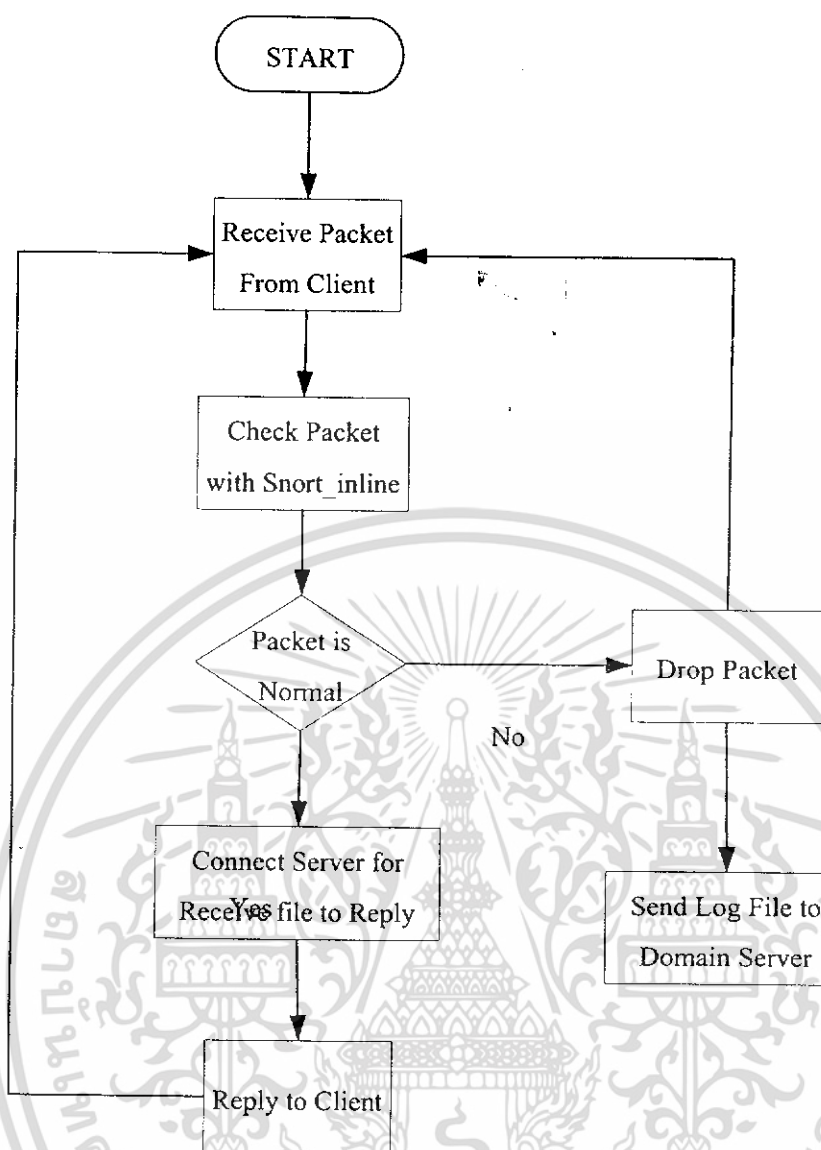 START
Receive Packet
From Client
Check Packet
with Snort_inline
Packet is
Normal
No
Drop Packet
Connect Server for
Yes
Receive file to Reply
Send Log File to
Domain Server
Reply to Client